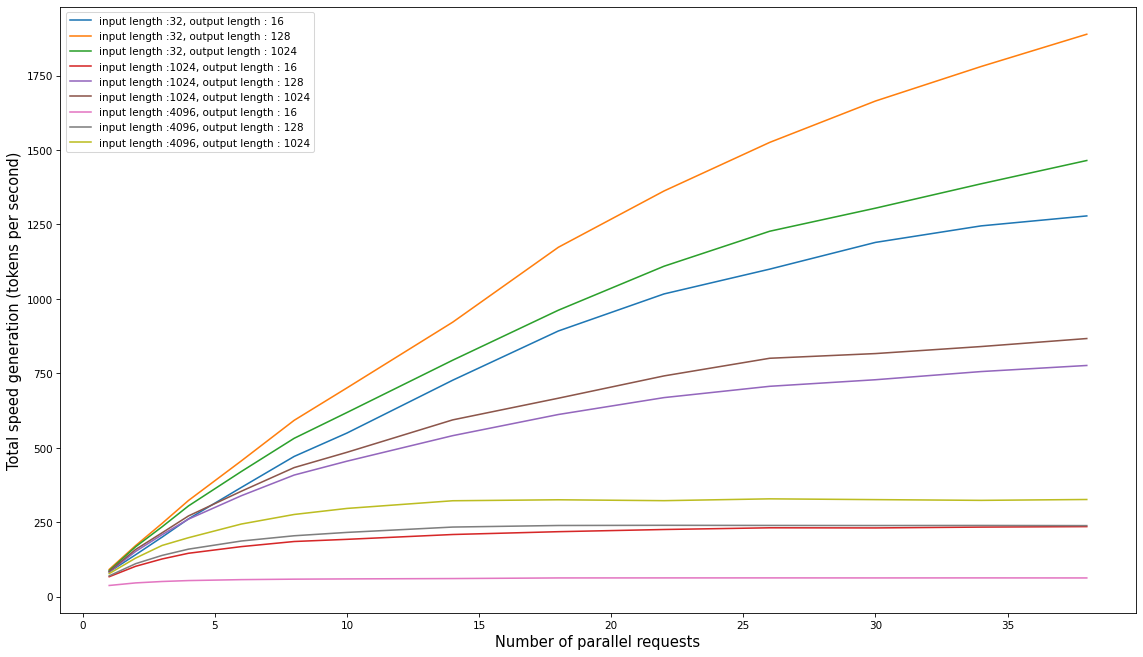 input length :32, output length : 16
input length :32, output length : 128
input length :32, output length : 1024
input length :1024, output length : 16
input length :1024, output length : 128
input length :1024, output length : 1024
input length :4096, output length : 16
input length :4096, output length : 128
input length :4096, output length : 1024
Total speed generation (tokens per second)
1750
1500
1250
1000
750
500
250
0
0 5 10 15 20 25 30 35
Number of parallel requests